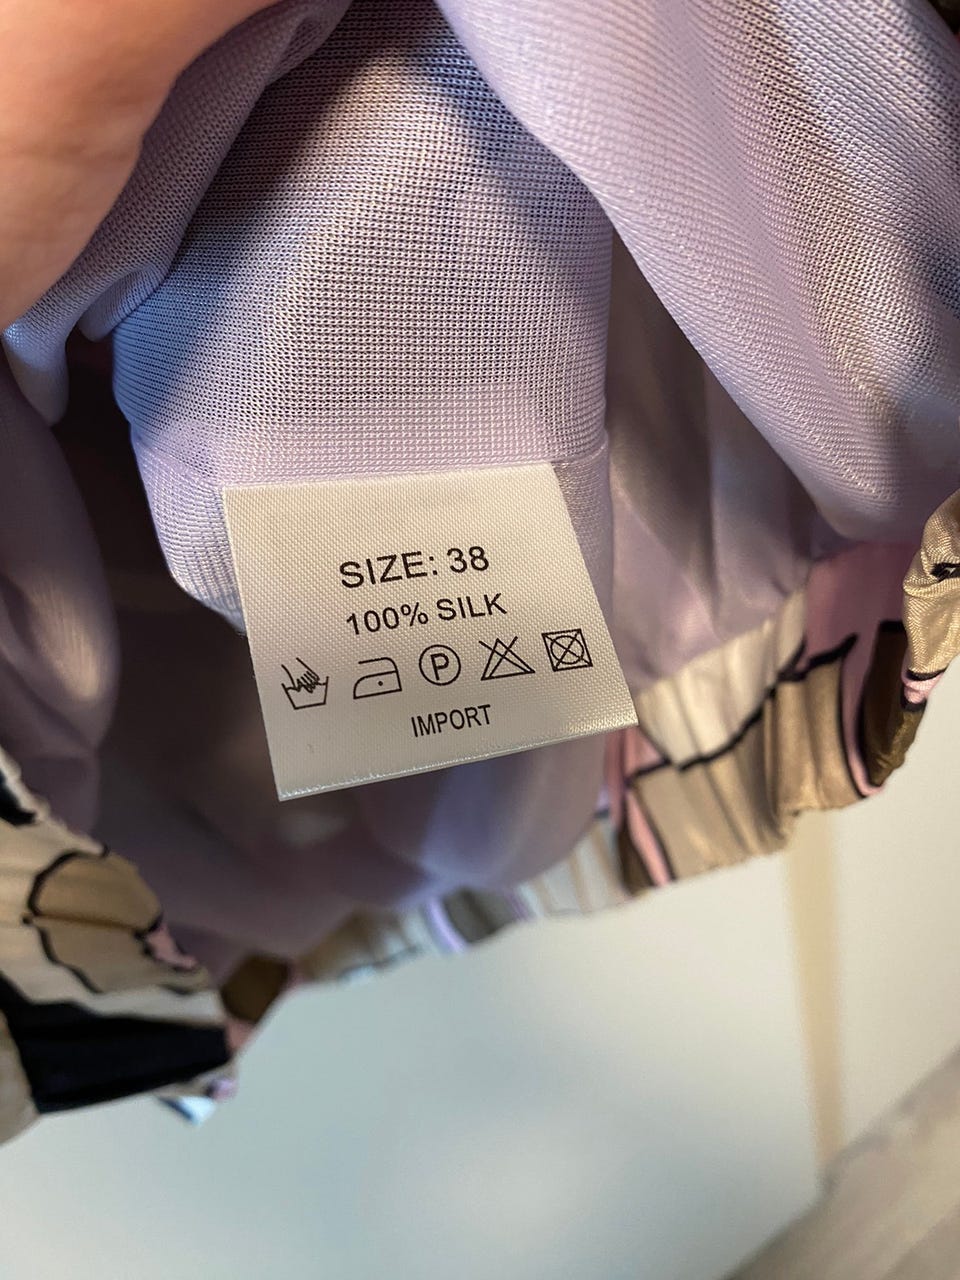 SIZE: 38
100% SILK
P
IMPORT